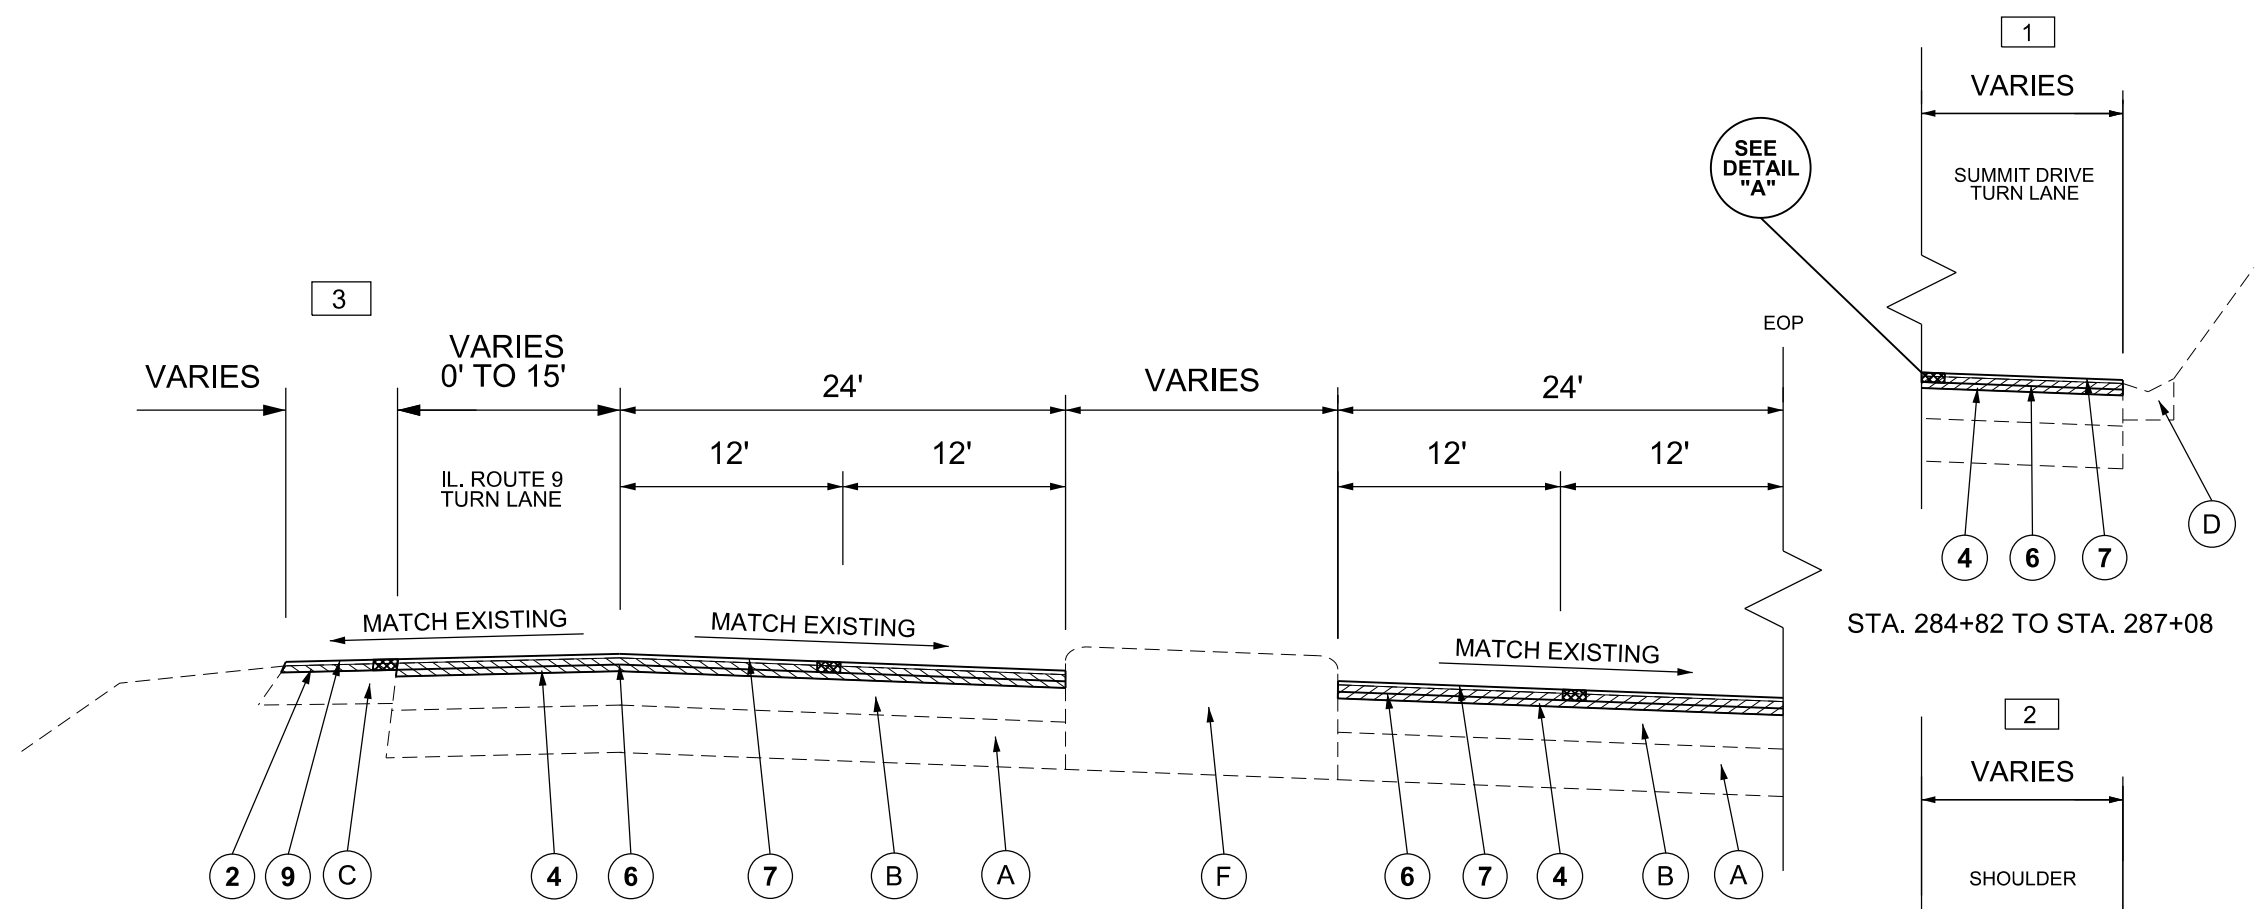 1
VARIES
SEE
DETAIL
"A"
SUMMIT DRIVE
TURN LANE
3
EOP
VARIES
VARIES
0' TO 15'
24'
VARIES
24'
12'
12'
12'
12'
IL. ROUTE 9
TURN LANE
D
4
6
7
STA. 284+82 TO STA. 287+08
MATCH EXISTING
MATCH EXISTING
MATCH EXISTING
2
VARIES
SHOULDER
2
9
C
4
6
7
B
A
F
6
7
4
B
A